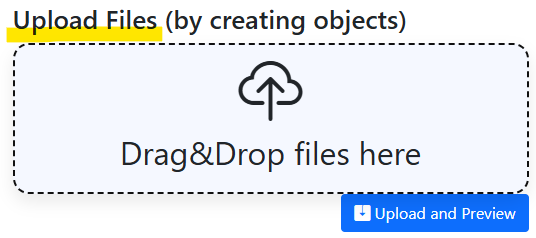 Upload Files (by creating objects)
Drag&Drop files here
Upload and Preview